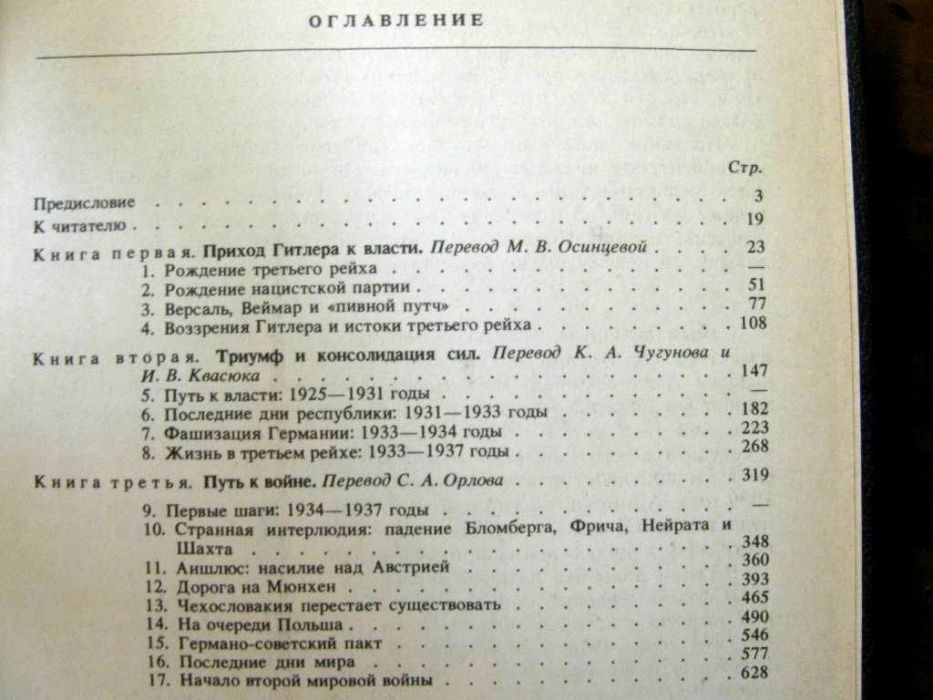 ОГЛАВЛЕНИЕ
Стр.
Предисловие . . . . . . . . . . . . . . . . . . . . . . . 3
К читателю . . . . . . . . . . . . . . . . . . . . . . . 19
Книга первая. Приход Гитлера к власти. Перевод М. В. Осинцевой . . . . 23
1. Рождение третьего рейха . . . . . . . . . . . . . . —
2. Рождение нацистской партии . . . . . . . . . . . . . 51
3. Версаль, Веймар и «пивной путч» . . . . . . . . . . . 77
4. Воззрения Гитлера и истоки третьего рейха . . . . . . . 108
Книга вторая. Триумф и консолидация сил. Перевод К. А. Чугунова и
И. В. Квасюка . . . . . . . . . . . . . . . . . . . 147
5. Путь к власти: 1925—1931 годы . . . . . . . . . . . . —
6. Последние дни республики: 1931—1933 годы . . . . . . . 182
7. Фашизация Германии: 1933—1934 годы . . . . . . . . . 223
8. Жизнь в третьем рейхе: 1933—1937 годы . . . . . . . . 268
Книга третья. Путь к войне. Перевод С. А. Орлова . . . . . . . . . 319
9. Первые шаги: 1934—1937 годы . . . . . . . . . . . . —
10. Странная интерлюдия: падение Бломберга, Фрича, Нейрата и
Шахта . . . . . . . . . . . . . . . . . . . . . 348
11. Аншлюс: насилие над Австрией . . . . . . . . . . . 360
12. Дорога на Мюнхен . . . . . . . . . . . . . . . . 393
13. Чехословакия перестает существовать . . . . . . . . . 465
14. На очереди Польша . . . . . . . . . . . . . . . . 490
15. Германо-советский пакт . . . . . . . . . . . . . . 546
16. Последние дни мира . . . . . . . . . . . . . . . 577
17. Начало второй мировой войны . . . . . . . . . . . . 628